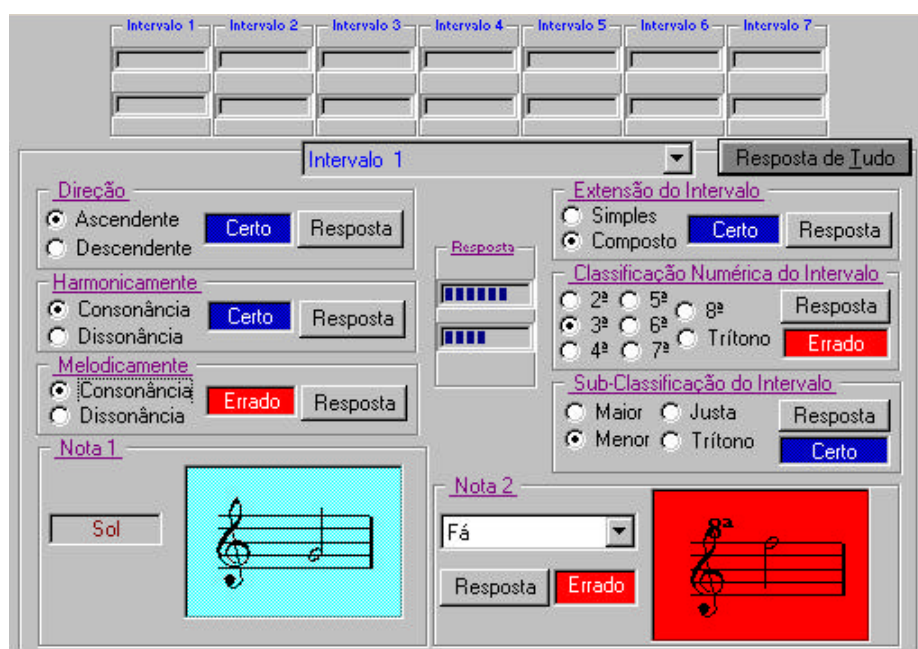 Intervalo 1 Intervalo 2 Intervalo 3 Intervalo 4 Intervalo 5 Intervalo 6 Intervalo 7
Intervalo 1
Resposta de Tudo
Direção
Ascendente
Descendente
Certo
Resposta
Harmonicamente
Consonância
Dissonância
Certo
Resposta
Melodicamente
Consonância
Dissonância
Errado
Resposta
Resposta
Extensão do Intervalo
Simples
Composto
Certo
Resposta
Classificação Numérica do Intervalo
2ª 5ª 8ª
3ª 6ª Trítono
4ª 7ª
Resposta
Errado
Sub-Classificação do Intervalo
Maior Justa
Menor Trítono
Resposta
Certo
Nota 1
Sol
Nota 2
Fá
Resposta
Errado
8ª